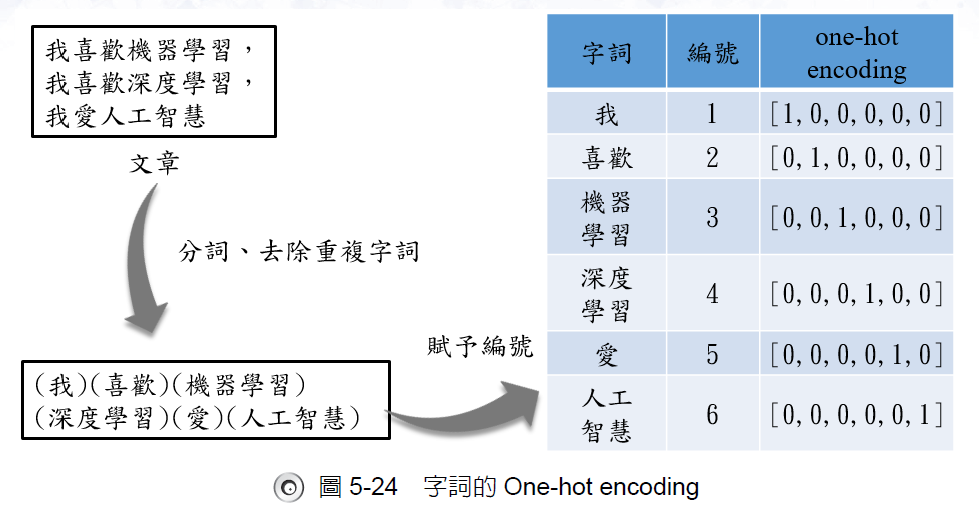 我喜歡機器學習，
我喜歡深度學習，
我愛人工智慧
文章
分詞、去除重複字詞
(我)(喜歡)(機器學習)
(深度學習)(愛)(人工智慧)
賦予編號
字詞 編號 one-hot
encoding
我 1 [1,0,0,0,0,0]
喜歡 2 [0,1,0,0,0,0]
機器
學習 3 [0,0,1,0,0,0]
深度
學習 4 [0,0,0,1,0,0]
愛 5 [0,0,0,0,1,0]
人工
智慧 6 [0,0,0,0,0,1]
圖 5-24 字詞的 One-hot encoding